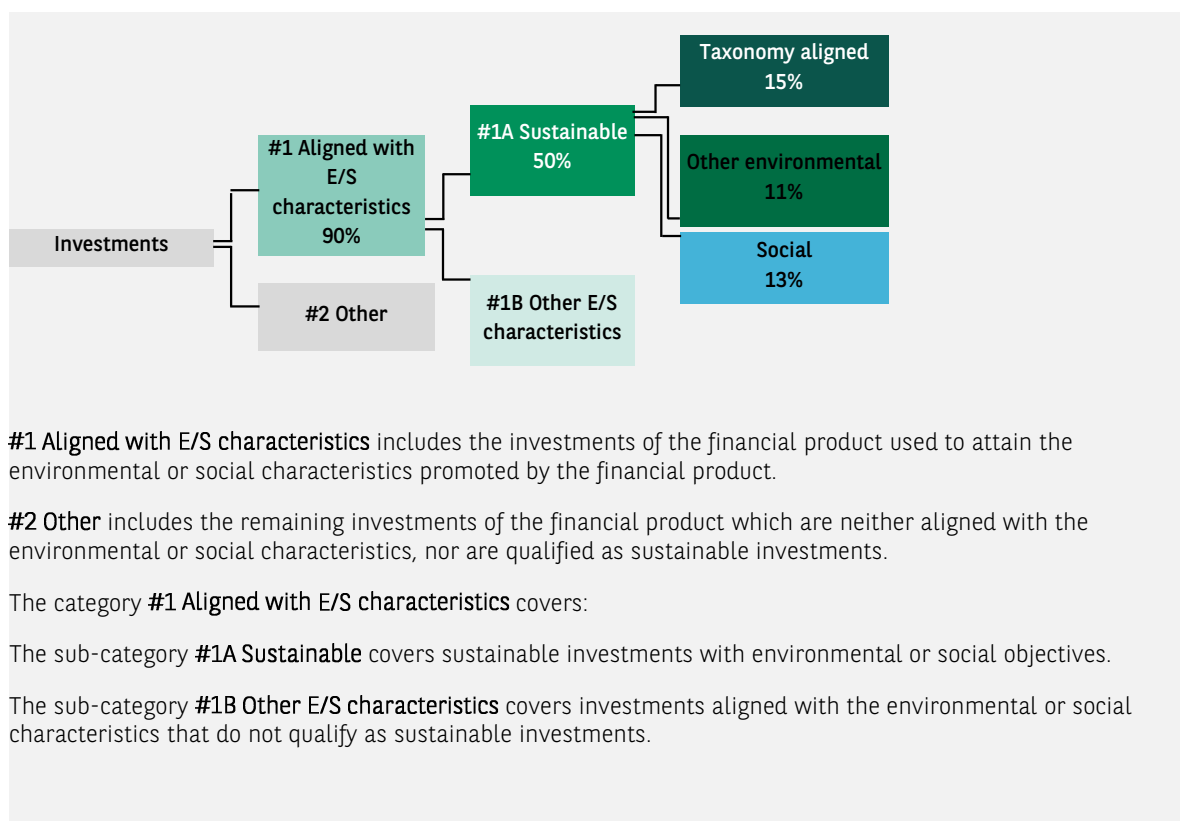 Taxonomy aligned
15%
#1A Sustainable
50%
#1 Aligned with
E/S
characteristics
90%
Other environmental
11%
Investments
Social
13%
#2 Other
#1B Other E/S
characteristics
#1 Aligned with E/S characteristics includes the investments of the financial product used to attain the
environmental or social characteristics promoted by the financial product.
#2 Other includes the remaining investments of the financial product which are neither aligned with the
environmental or social characteristics, nor are qualified as sustainable investments.
The category #1 Aligned with E/S characteristics covers:
The sub-category #1A Sustainable covers sustainable investments with environmental or social objectives.
The sub-category #1B Other E/S characteristics covers investments aligned with the environmental or social
characteristics that do not qualify as sustainable investments.